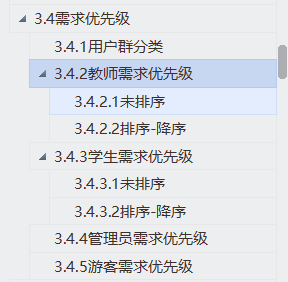 3.4需求优先级
3.4.1用户群分类
3.4.2教师需求优先级
3.4.2.1未排序
3.4.2.2排序-降序
3.4.3学生需求优先级
3.4.3.1未排序
3.4.3.2排序-降序
3.4.4管理员需求优先级
3.4.5游客需求优先级